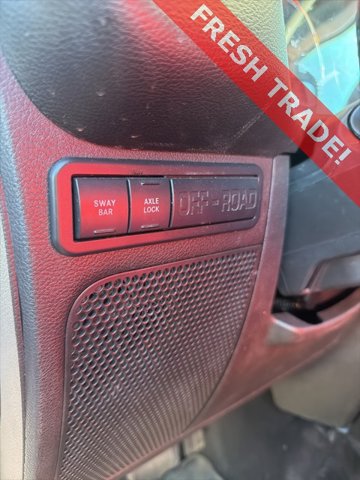 FRESH TRADE!
SWAY
BAR
AXLE
LOCK
OFF-ROAD